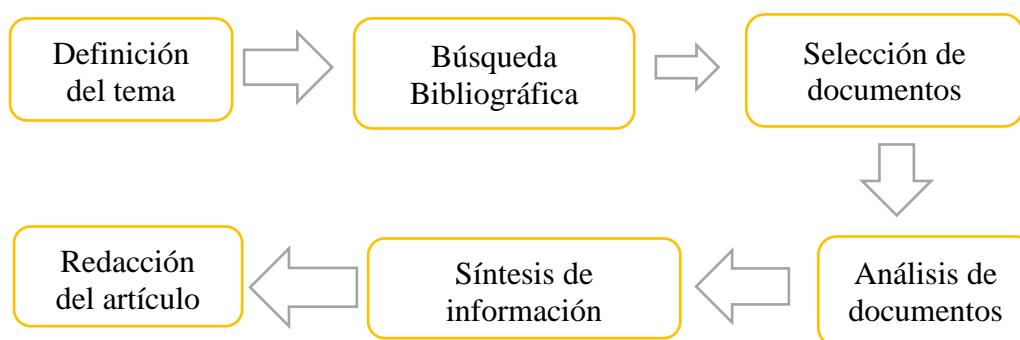 Definición
del tema
Búsqueda
Bibliográfica
Selección de
documentos
Análisis de
documentos
Síntesis de
información
Redacción
del artículo